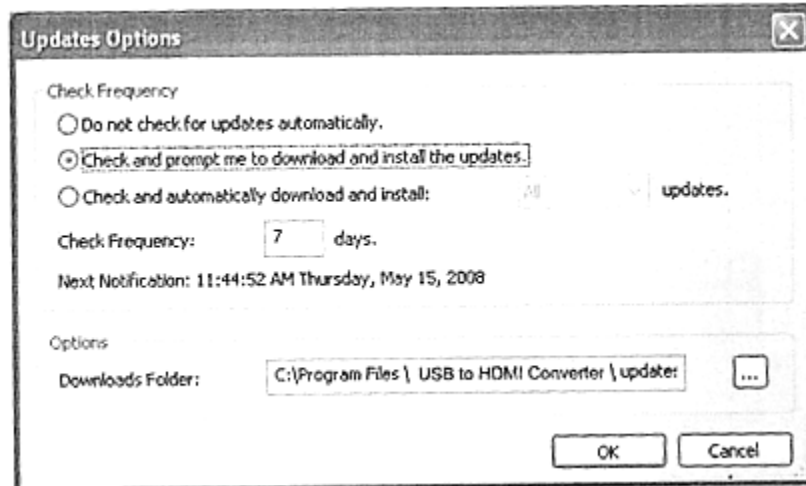 Updates Options
Check Frequency
Do not check for updates automatically.
Check and prompt me to download and install the updates.
Check and automatically download and install: All updates.
Check Frequency: 7 days.
Next Notification: 11:44:52 AM Thursday, May 15, 2008
Options
Downloads Folder: C:\Program Files \ USB to HDMI Converter \ updates ...
OK Cancel